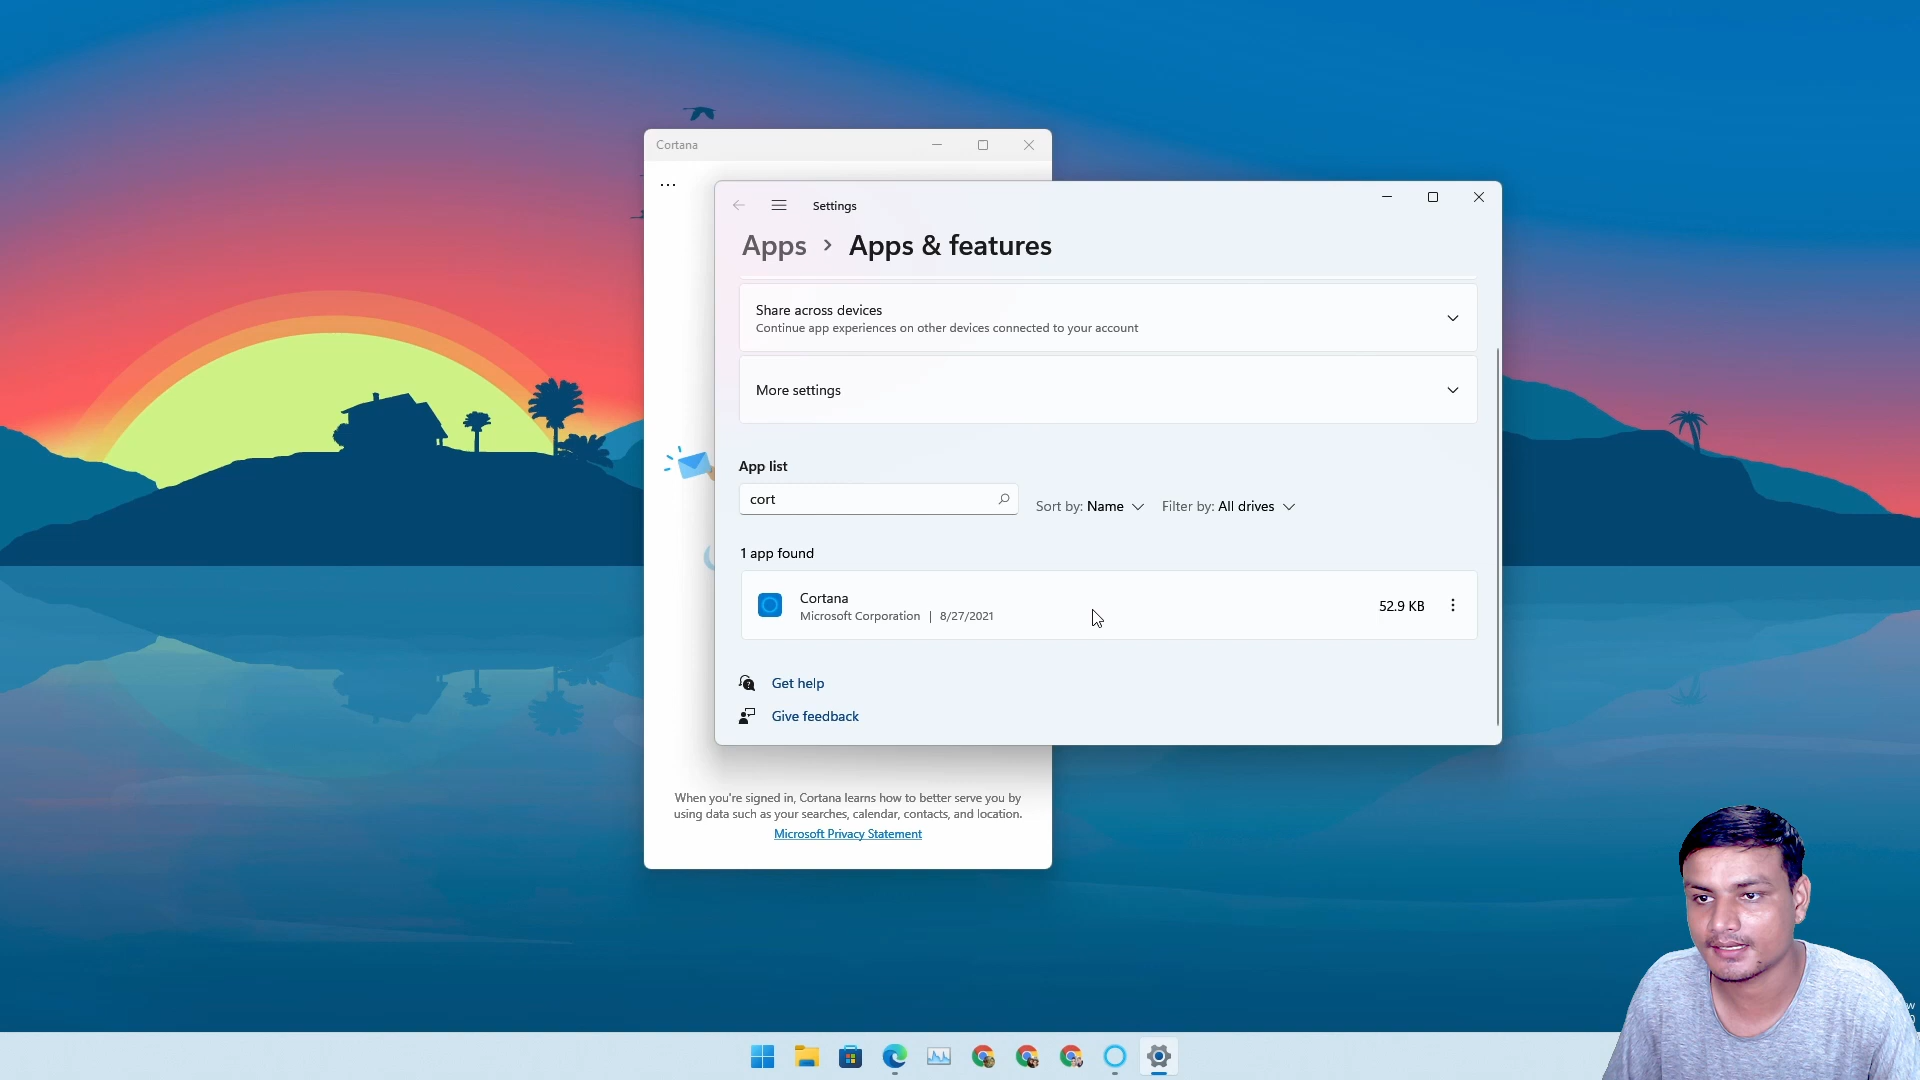 Cortana
...
Settings
Apps > Apps & features
Share across devices
Continue app experiences on other devices connected to your account
More settings
App list
cort
Sort by: Name
Filter by: All drives
1 app found
Cortana
Microsoft Corporation | 8/27/2021
52.9 KB
Get help
Give feedback
When you're signed in, Cortana learns how to better serve you by
using data such as your searches, calendar, contacts, and location.
Microsoft Privacy Statement